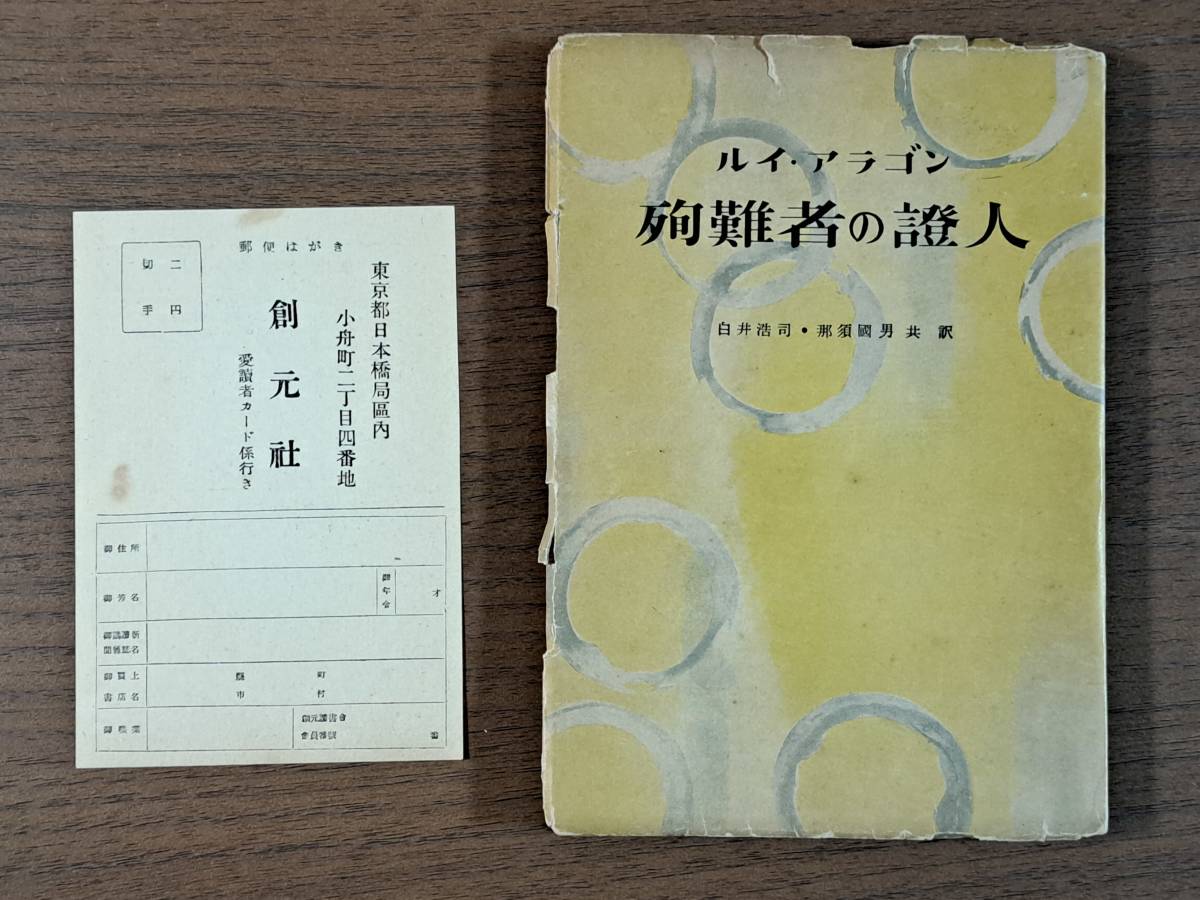 郵便はがき
二円
切手
東京都日本橋局區內
小舟町二丁目四番地
創元社
愛讀者カード係行き
御住所
御芳名
御年令
才
御購讀新
聞雜誌名
御買上
書店名
縣 町
市 村
御職業
創元讀書會
會員番號
番
ルイ・アラゴン
殉難者の證人
白井浩司・那須國男共訳